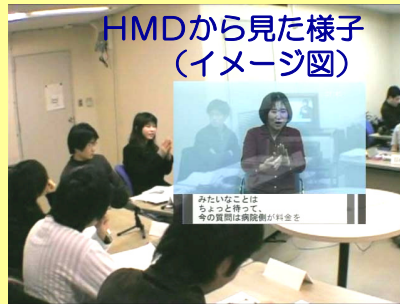 HMDから見た様子
（イメージ図）
みたいなことは
ちょっと待って、
今の質問は病院側が料金を